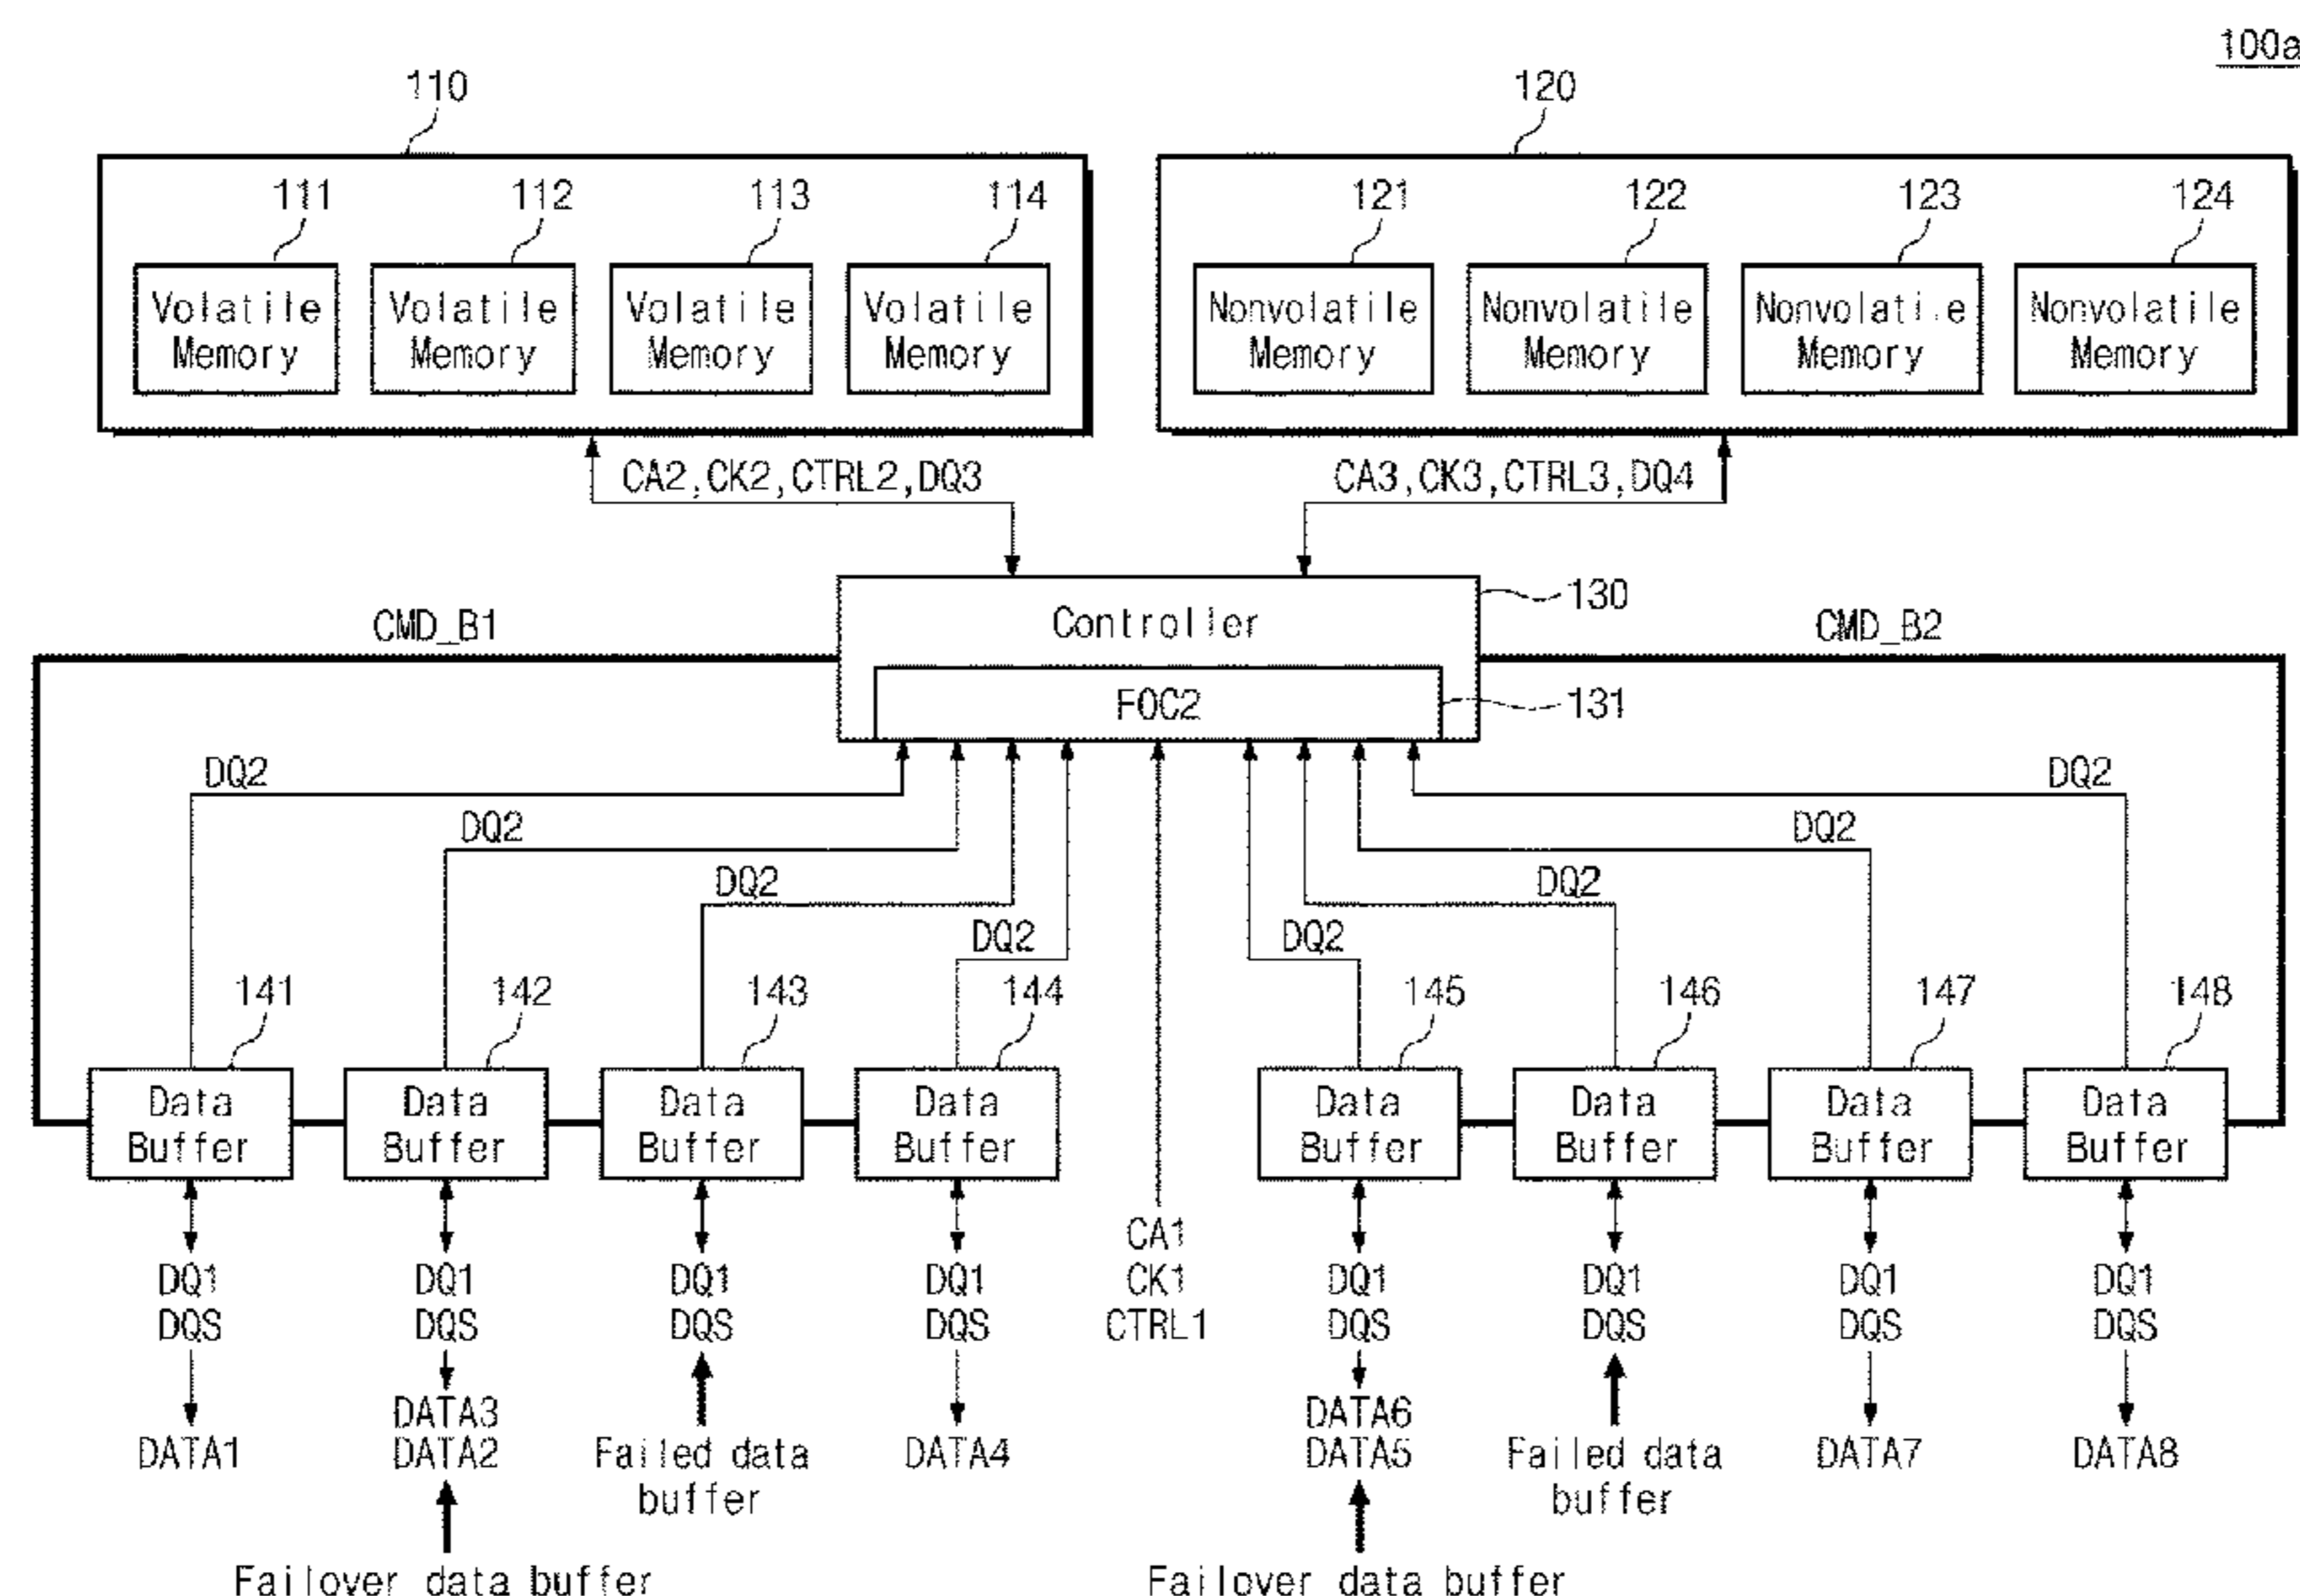 100a
110
120
111
112
113
114
121
122
123
124
Volatile
Memory
Volatile
Memory
Volatile
Memory
Volatile
Memory
Nonvolatile
Memory
Nonvolatile
Memory
Nonvolatile
Memory
Nonvolatile
Memory
CA2,CK2,CTRL2,DQ3
CA3,CK3,CTRL3,DQ4
Controller
130
CMD_B1
CMD_B2
FOC2
131
DQ2
DQ2
DQ2
DQ2
DQ2
DQ2
DQ2
DQ2
141
142
143
144
145
146
147
148
Data
Buffer
Data
Buffer
Data
Buffer
Data
Buffer
Data
Buffer
Data
Buffer
Data
Buffer
Data
Buffer
DQ1
DQS
DQ1
DQS
DQ1
DQS
DQ1
DQS
CA1
CK1
CTRL1
DQ1
DQS
DQ1
DQS
DQ1
DQS
DQ1
DQS
DATA1
DATA3
DATA2
Failed data
buffer
DATA4
DATA6
DATA5
Failed data
buffer
DATA7
DATA8
Failover data buffer
Failover data buffer